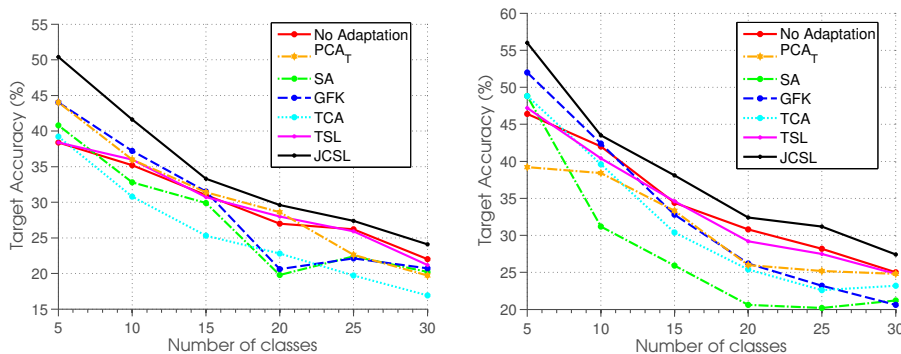 55
50
45
40
35
30
25
20
15
5
10
15
20
25
30
Target Accuracy (%)
Number of classes
No Adaptation
PCA_T
SA
GFK
TCA
TSL
JCSL
60
55
50
45
40
35
30
25
20
5
10
15
20
25
30
Target Accuracy (%)
Number of classes
No Adaptation
PCA_T
SA
GFK
TCA
TSL
JCSL